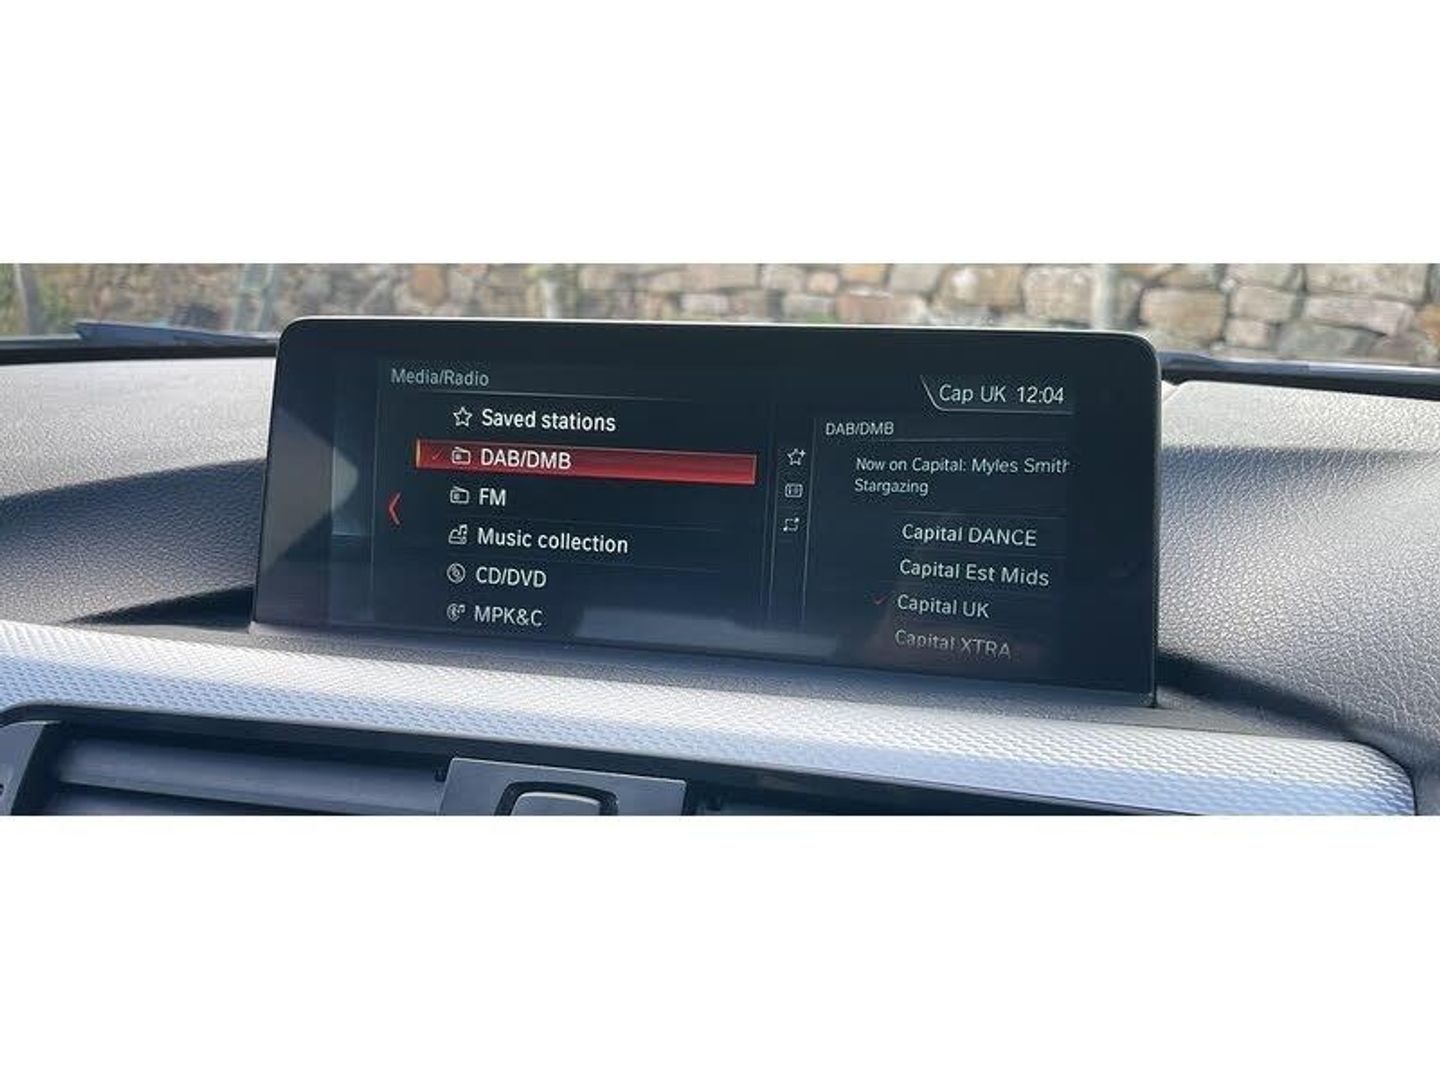 Media/Radio
Saved stations
DAB/DMB
FM
Music collection
CD/DVD
MPK&C
Cap UK 12:04
DAB/DMB
Now on Capital: Myles Smith
Stargazing
Capital DANCE
Capital Est Mids
Capital UK
Capital XTRA